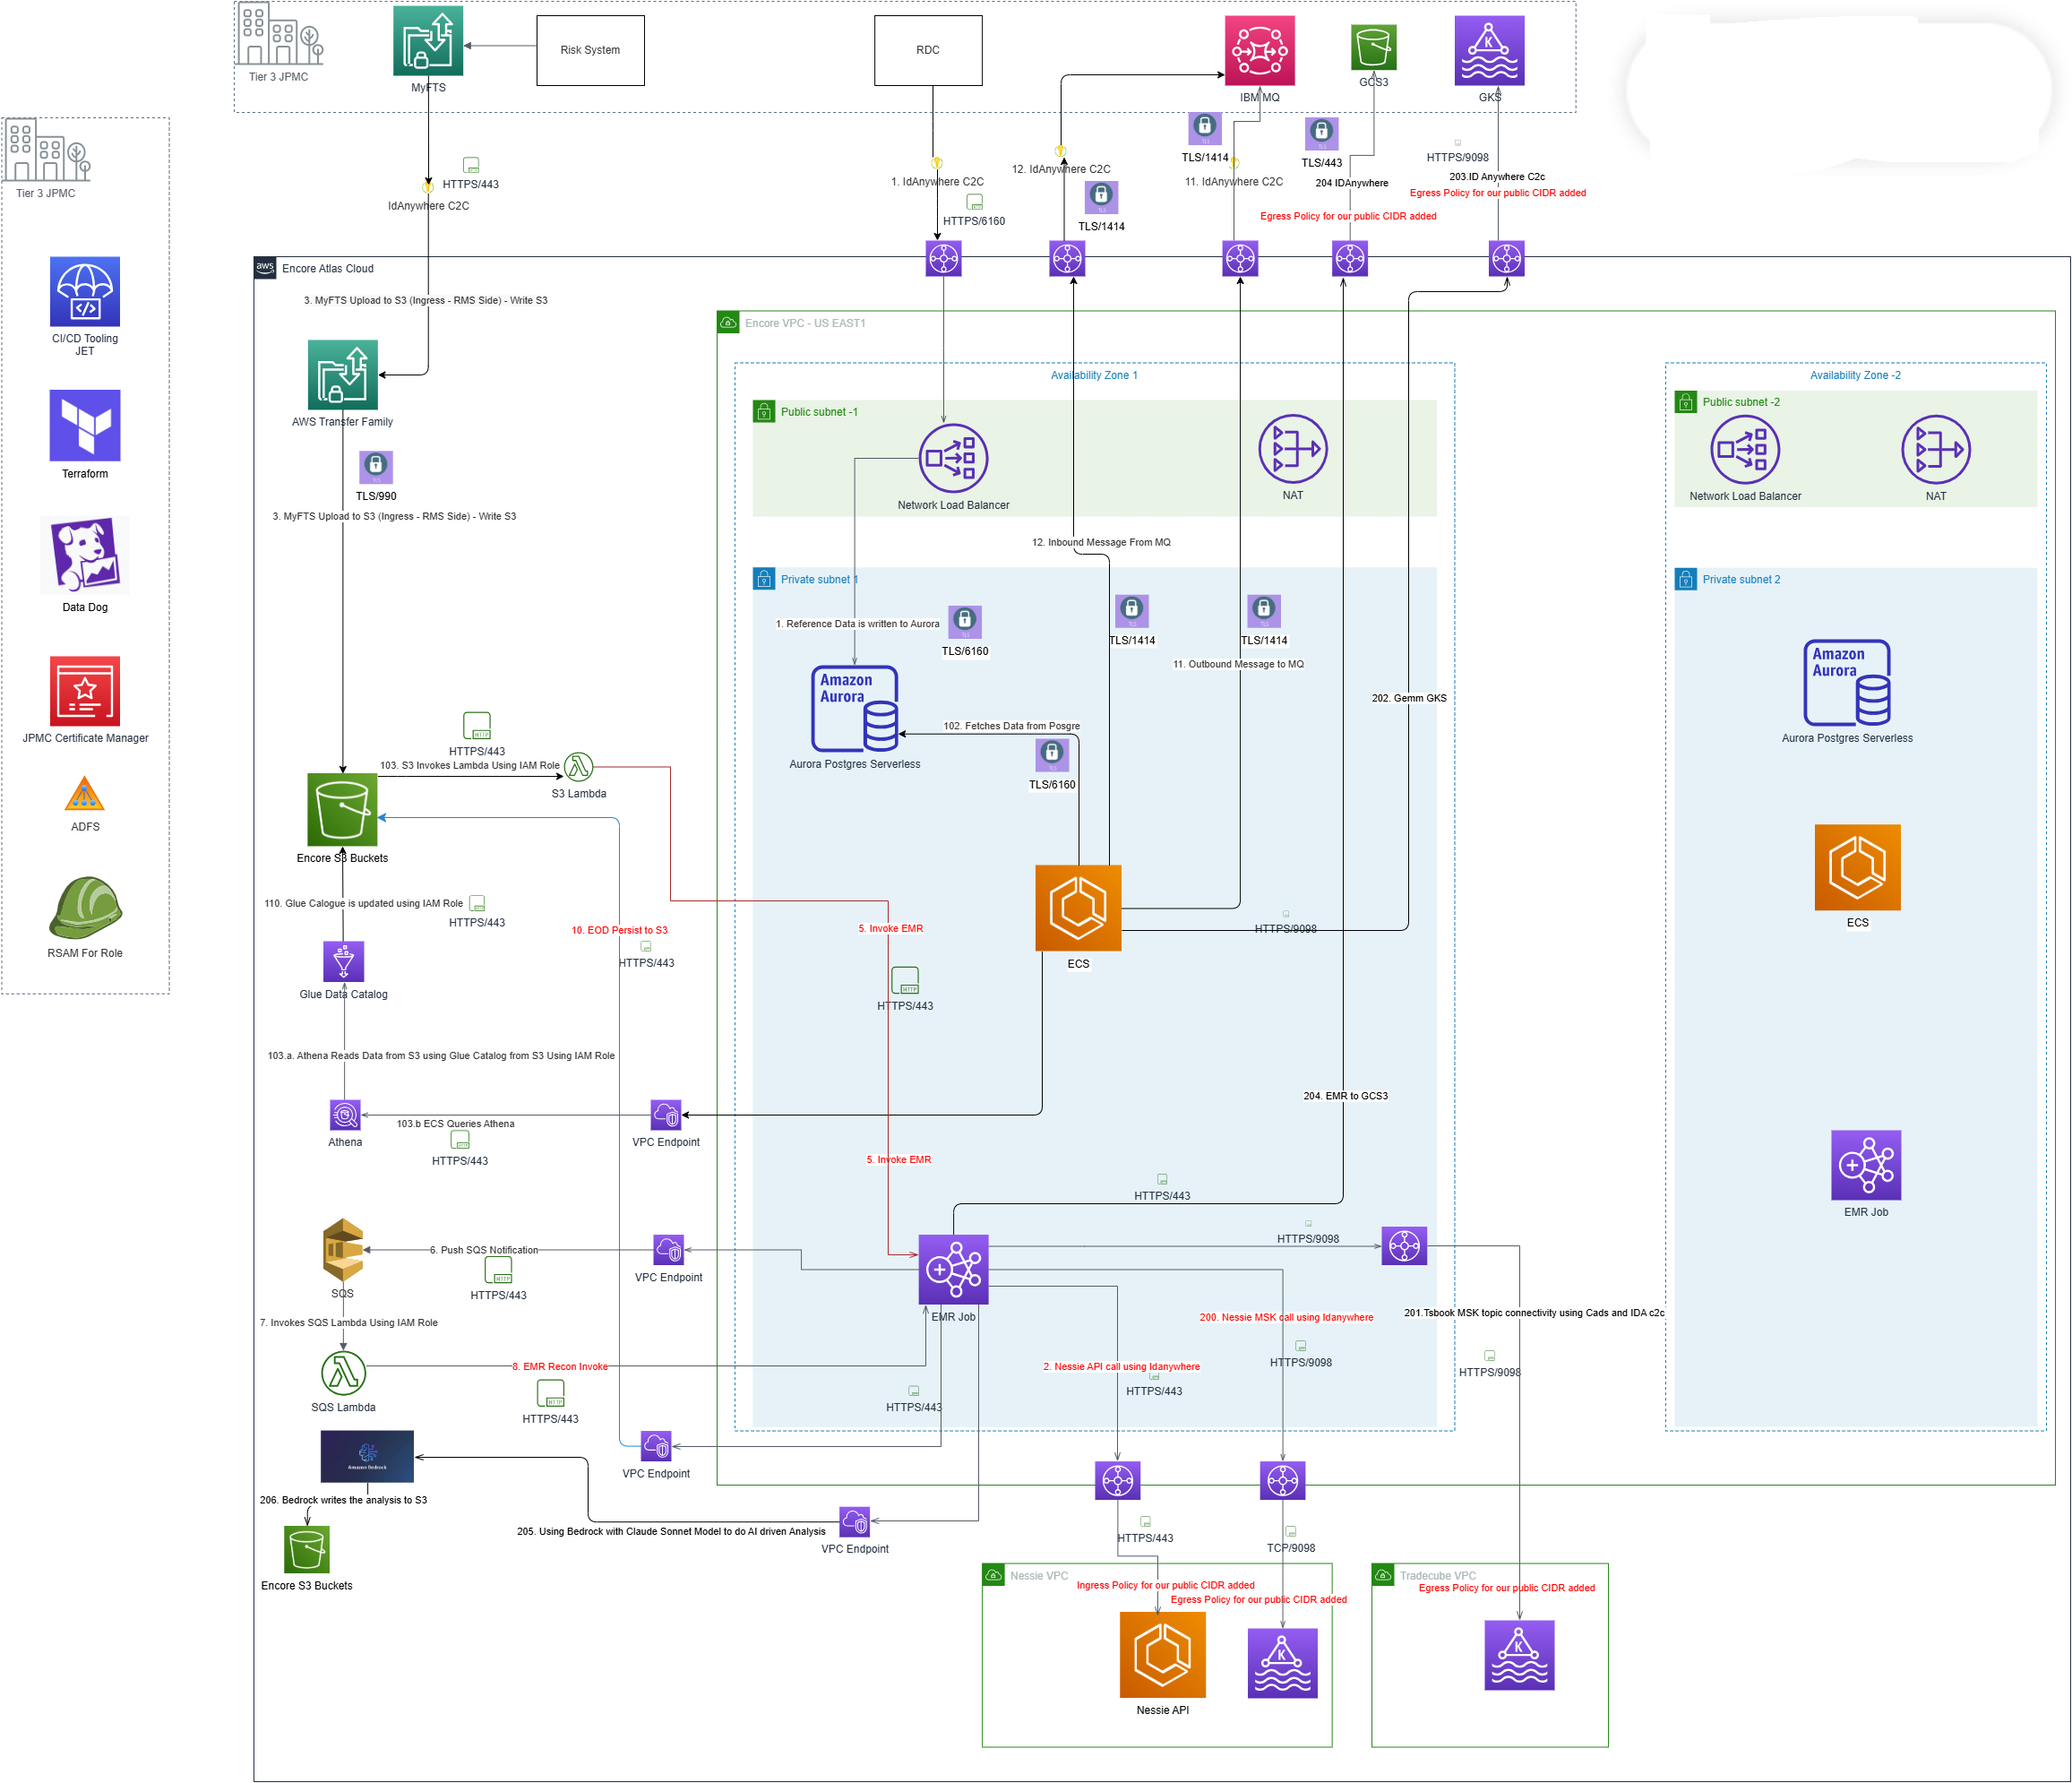 Tier 3 JPMC
MyFTS
Risk System
RDC
IBM MQ
GCS3
GKS
Tier 3 JPMC
CI/CD Tooling
JET
Terraform
Data Dog
JPMC Certificate Manager
ADFS
RSAM For Role
HTTPS/443
IdAnywhere C2C
1. IdAnywhere C2C
HTTPS/6160
12. IdAnywhere C2C
TLS
TLS/1414
TLS
TLS/1414
11. IdAnywhere C2C
TLS
TLS/443
204 IDAnywhere
Egress Policy for our public CIDR added
HTTPS/9098
203.ID Anywhere C2c
Egress Policy for our public CIDR added
aws
Encore Atlas Cloud
3. MyFTS Upload to S3 (Ingress - RMS Side) - Write S3
AWS Transfer Family
TLS
TLS/990
3. MyFTS Upload to S3 (Ingress - RMS Side) - Write S3
Encore VPC - US EAST1
Availability Zone 1
Public subnet -1
Network Load Balancer
NAT
12. Inbound Message From MQ
Private subnet 1
1. Reference Data is written to Aurora
TLS
TLS/6160
TLS
TLS/1414
TLS
TLS/1414
11. Outbound Message to MQ
Amazon
Aurora
Aurora Postgres Serverless
102. Fetches Data from Posgre
TLS
TLS/6160
202. Gemm GKS
Availability Zone -2
Public subnet -2
Network Load Balancer
NAT
Private subnet 2
Amazon
Aurora
Aurora Postgres Serverless
ECS
EMR Job
HTTP
HTTPS/443
103. S3 Invokes Lambda Using IAM Role
S3 Lambda
Encore S3 Buckets
110. Glue Calogue is updated using IAM Role
HTTPS/443
10. EOD Persist to S3
HTTPS/443
5. Invoke EMR
HTTP
HTTPS/443
ECS
HTTPS/9098
Glue Data Catalog
103.a. Athena Reads Data from S3 using Glue Catalog from S3 Using IAM Role
Athena
103.b ECS Queries Athena
HTTPS/443
VPC Endpoint
204. EMR to GCS3
5. Invoke EMR
HTTPS/443
SQS
6. Push SQS Notification
HTTP
HTTPS/443
VPC Endpoint
EMR Job
HTTPS/9098
7. Invokes SQS Lambda Using IAM Role
SQS Lambda
8. EMR Recon Invoke
HTTP
HTTPS/443
HTTPS/443
200. Nessie MSK call using Idanywhere
HTTPS/9098
2. Nessie API call using Idanywhere
HTTPS/443
201.Tsbook MSK topic connectivity using Cads and IDA c2c
HTTPS/9098
VPC Endpoint
Amazon Bedrock
206. Bedrock writes the analysis to S3
Encore S3 Buckets
205. Using Bedrock with Claude Sonnet Model to do AI driven Analysis
VPC Endpoint
HTTPS/443
TCP/9098
Nessie VPC
Ingress Policy for our public CIDR added
Egress Policy for our public CIDR added
K
Nessie API
Tradecube VPC
Egress Policy for our public CIDR added
K